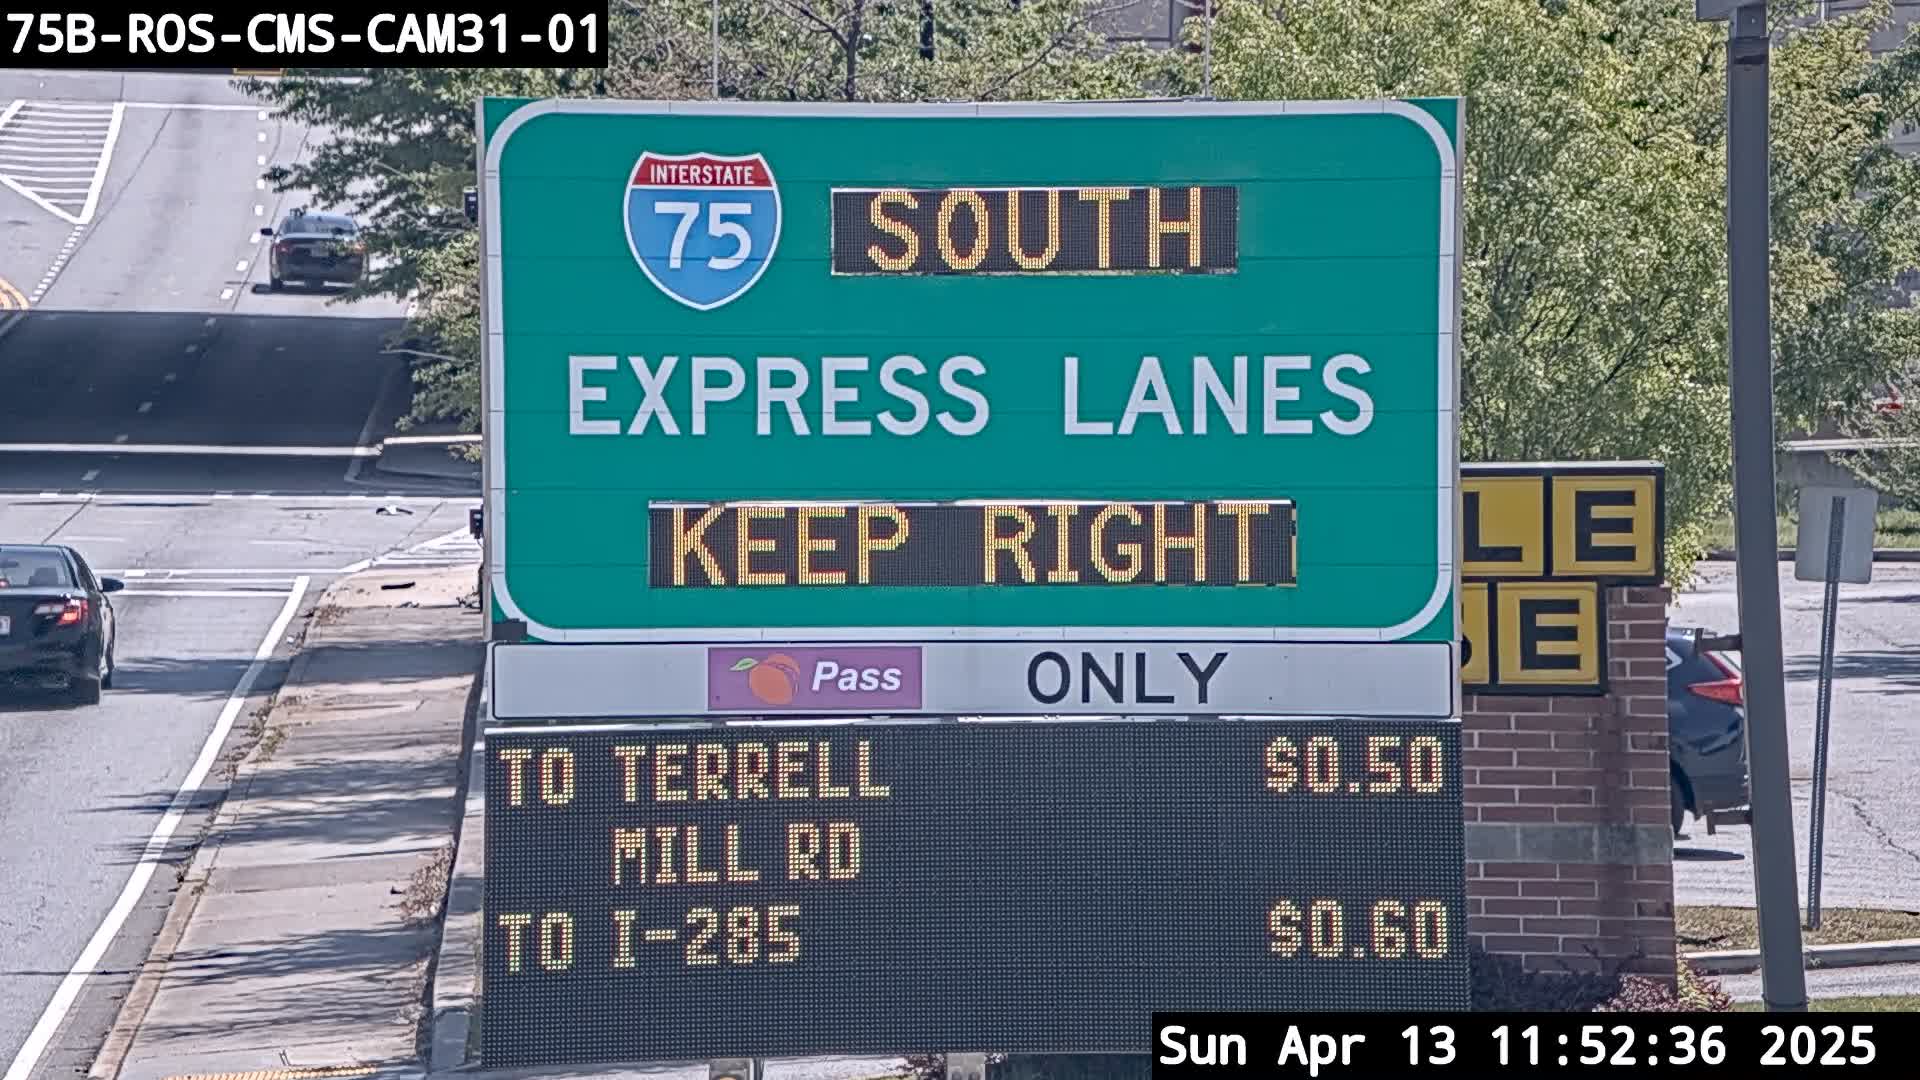 75B-ROS-CMS-CAM31-01
INTERSTATE
75
SOUTH
EXPRESS LANES
KEEP RIGHT
LE
E
Pass ONLY
TO TERRELL $0.50
MILL RD
TO I-285 $0.60
Sun Apr 13 11:52:36 2025